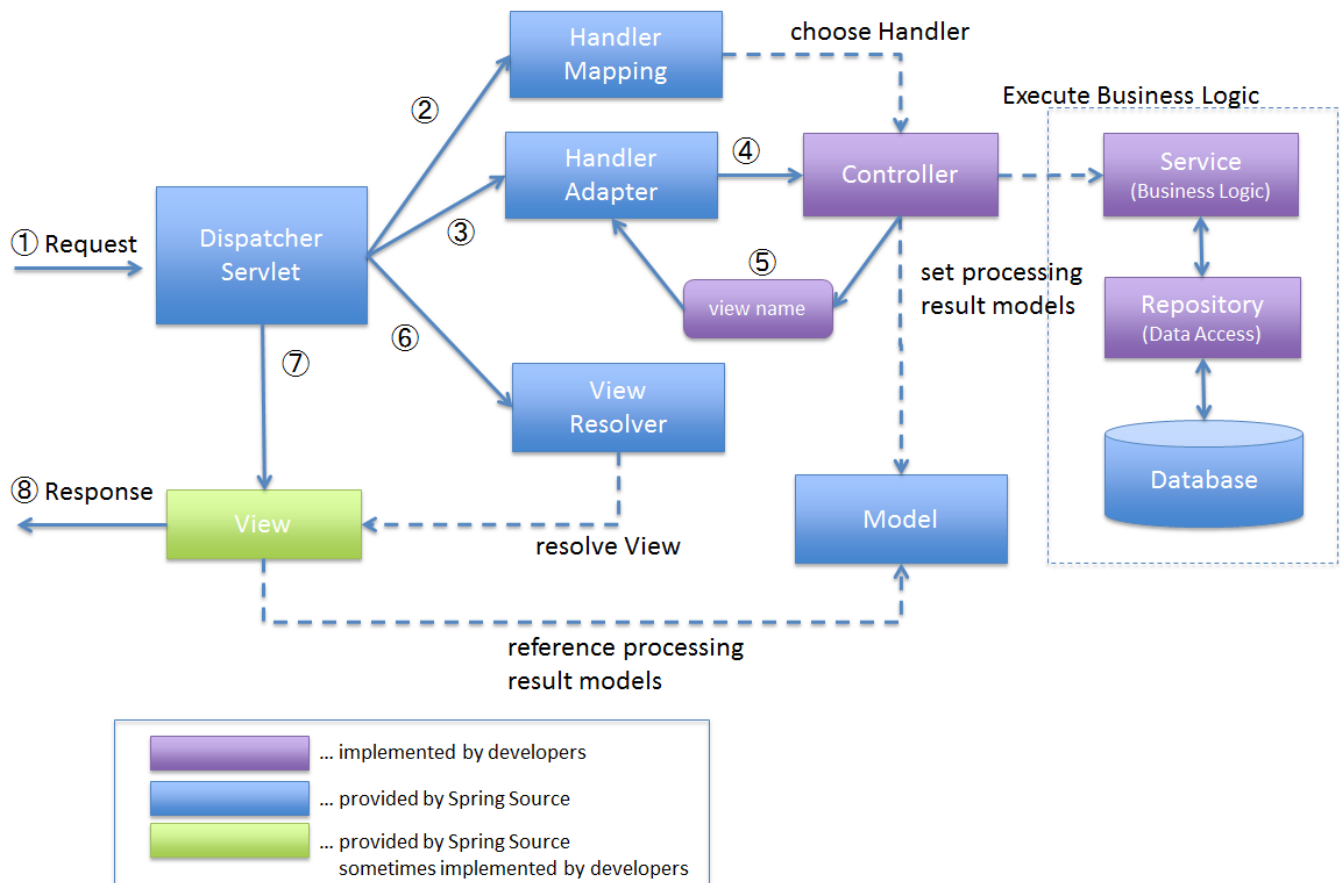 Handler
Mapping
choose Handler
②
Execute Business Logic
Handler
Adapter
④
Controller
Service
(Business Logic)
① Request
Dispatcher
Servlet
③
⑤
view name
set processing
result models
Repository
(Data Access)
⑥
⑦
View
Resolver
Database
⑧ Response
View
resolve View
Model
reference processing
result models
... implemented by developers
... provided by Spring Source
... provided by Spring Source
sometimes implemented by developers